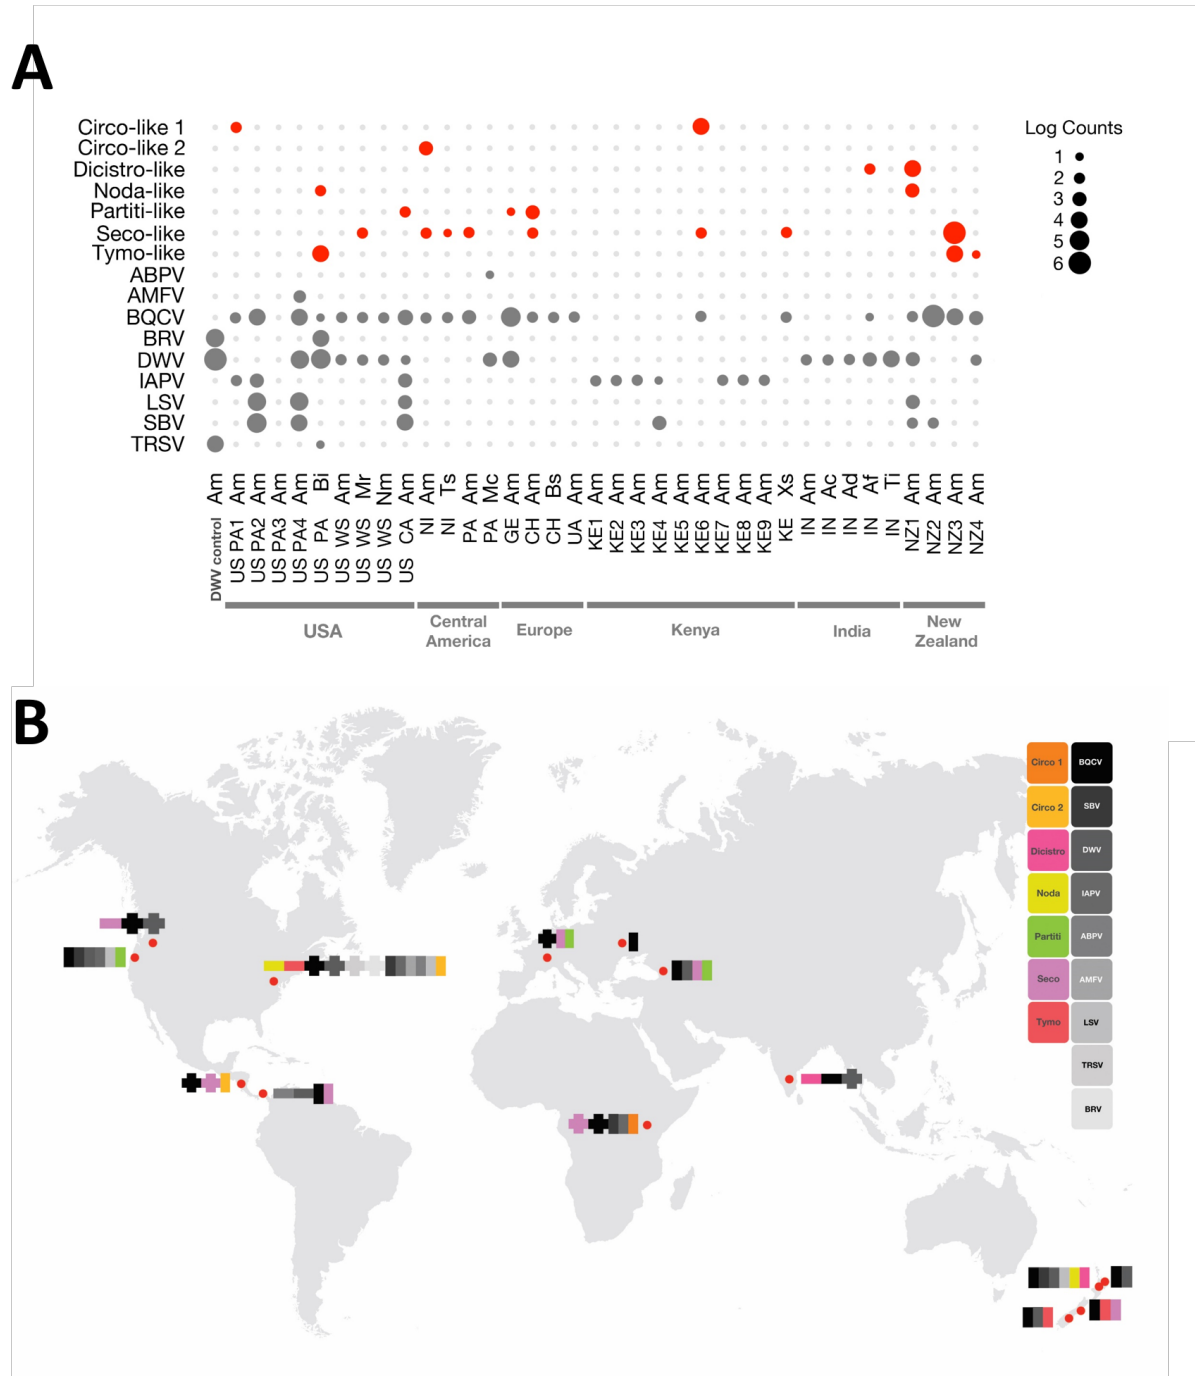 A
Circo-like 1
Circo-like 2
Dicistro-like
Noda-like
Partiti-like
Seco-like
Tymo-like
ABPV
AMFV
BQCV
BRV
DWV
IAPV
LSV
SBV
TRSV
Log Counts
1
2
3
4
5
6
Am Am Am Am Am Bi Am Mr Nm Am Am Ts Am Mc Am Am Bs Am Am Am Am Am Am Am Am Am Am Xs Am Ac Ad Af Ti Am Am Am Am
DWV control US PA1 US PA2 US PA3 US PA4 US PA US WS US WS US WS US CA NI NI PA PA GE CH CH UA KE1 KE2 KE3 KE4 KE5 KE6 KE7 KE8 KE9 KE IN IN IN IN IN NZ1 NZ2 NZ3 NZ4
USA
Central
America
Europe
Kenya
India
New
Zealand
B
Circo 1 BQCV
Circo 2 SBV
Dicistro DWV
Noda IAPV
Partiti ABPV
Seco AMFV
Tymo LSV
TRSV
BRV